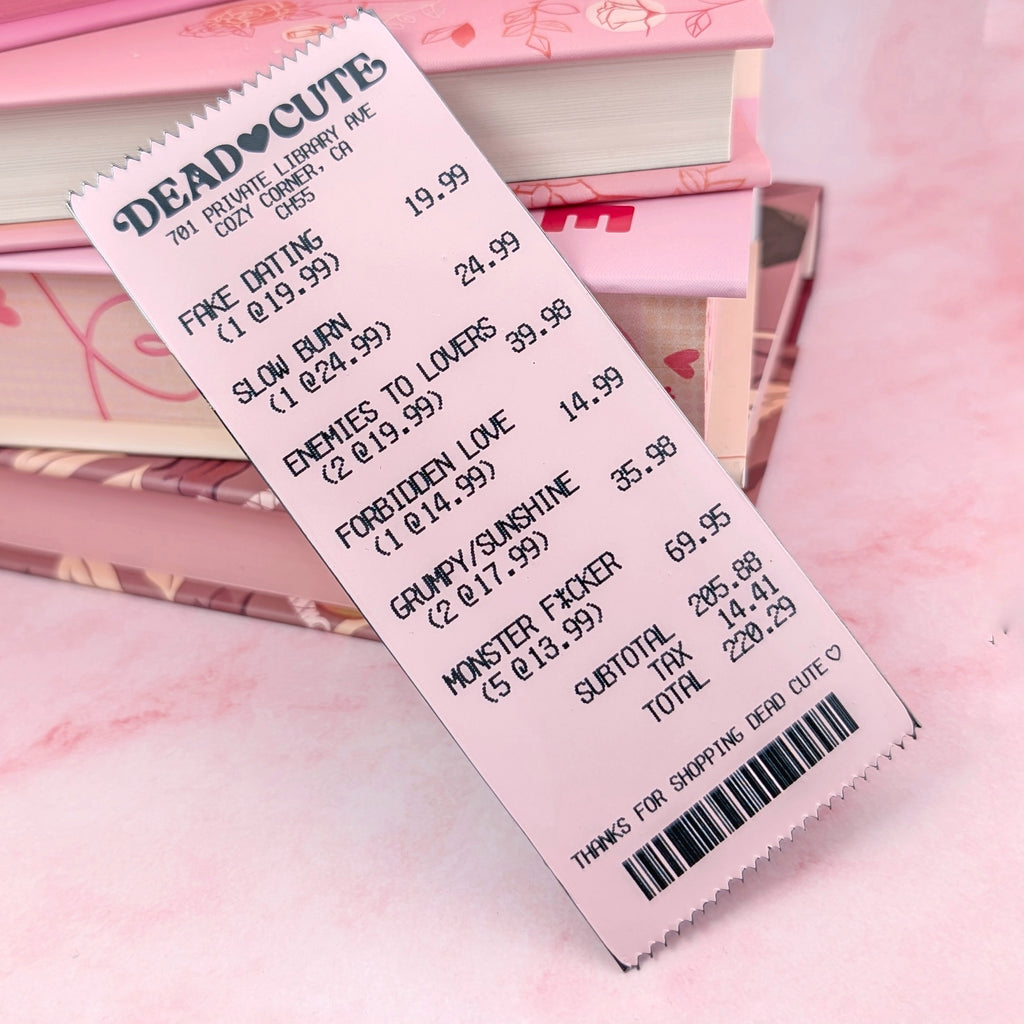 DEAD♥CUTE
701 PRIVATE LIBRARY AVE
COZY CORNER, CA
CH55
FAKE DATING 19.99
(1 @19.99)
SLOW BURN 24.99
(1 @24.99)
ENEMIES TO LOVERS 39.98
(2 @19.99)
FORBIDDEN LOVE 14.99
(1 @14.99)
GRUMPY/SUNSHINE 35.98
(2 @17.99)
MONSTER F*CKER 69.95
(5 @13.99)
SUBTOTAL 205.88
TAX 14.41
TOTAL 220.29
THANKS FOR SHOPPING DEAD CUTE♡